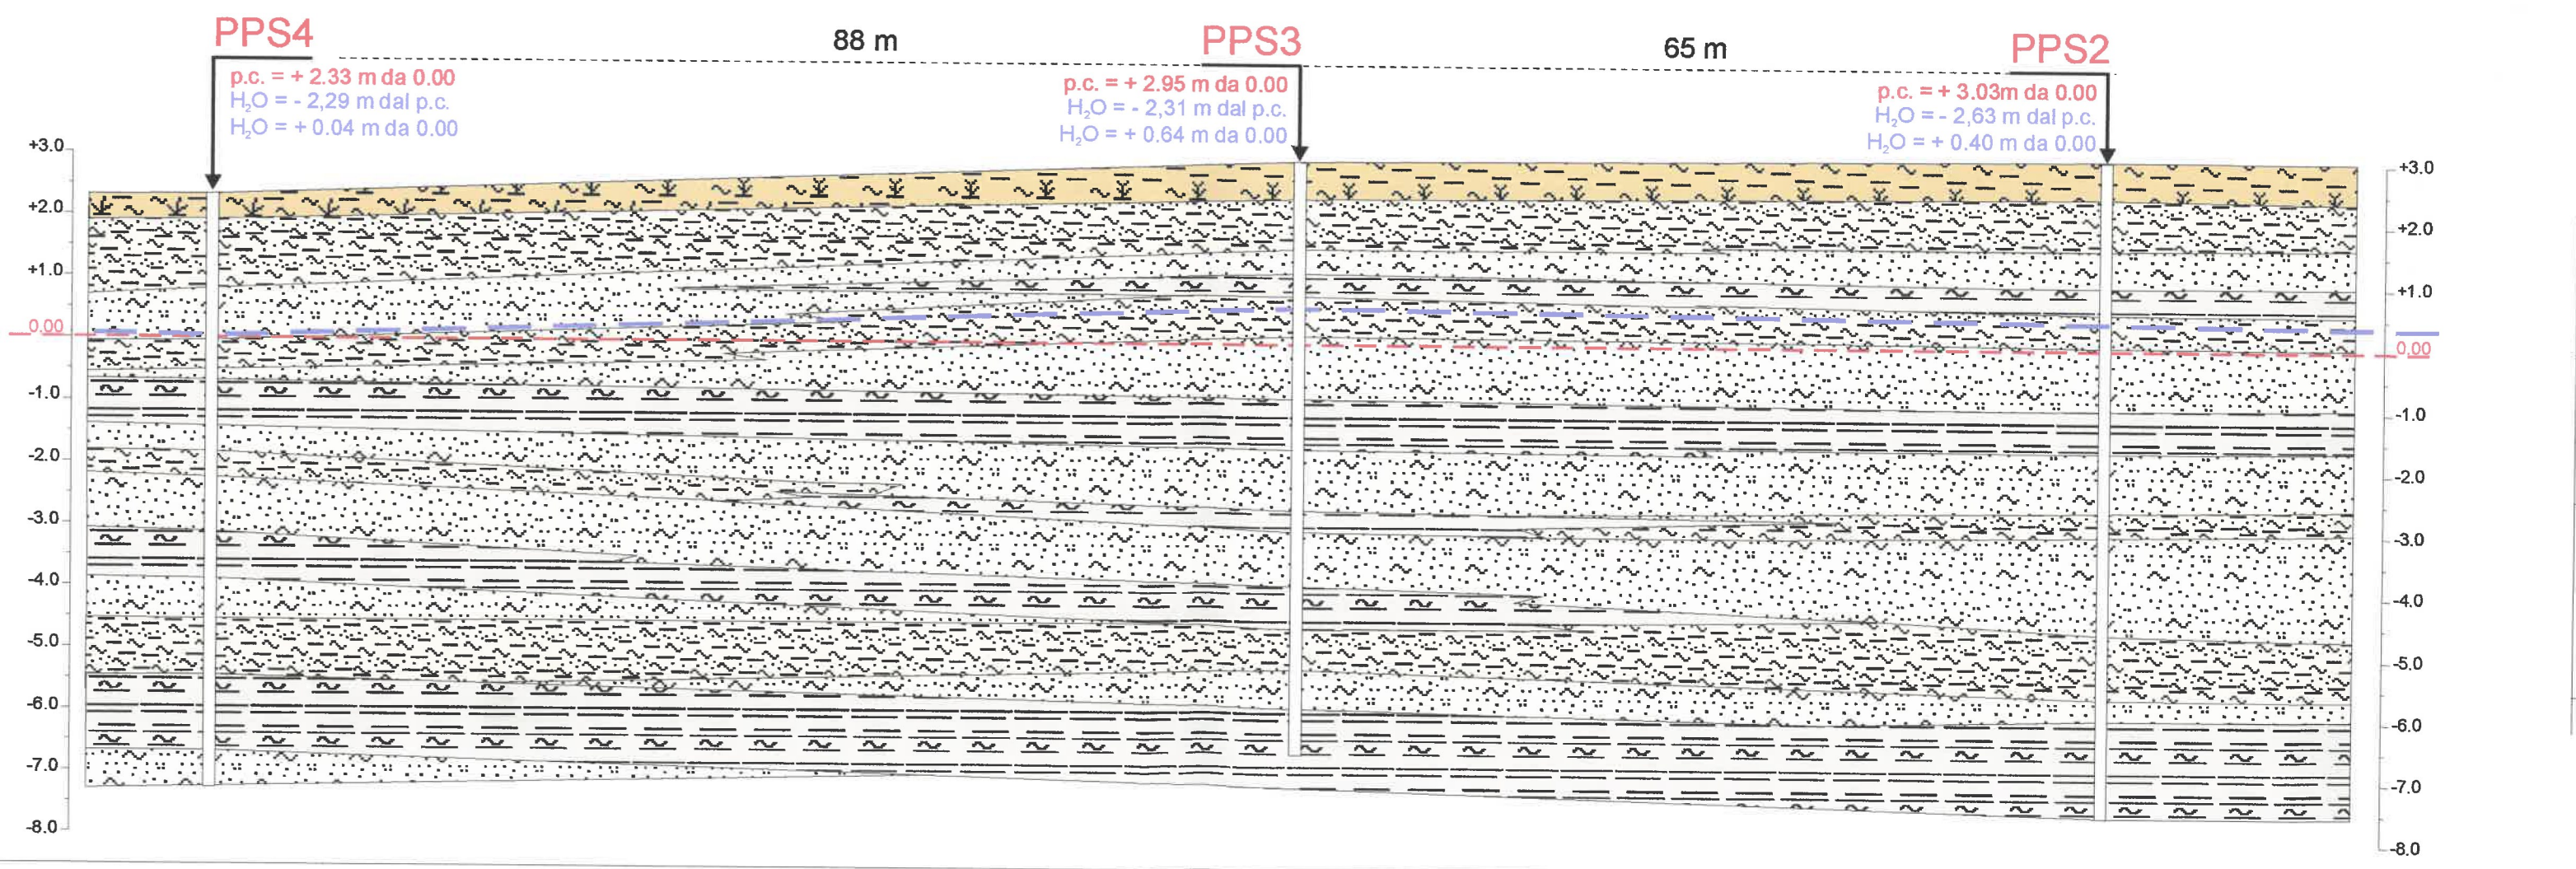 PPS4
88 m
PPS3
65 m
PPS2
p.c. = + 2.33 m da 0.00
H₂O = - 2,29 m dal p.c.
H₂O = + 0.04 m da 0.00
p.c. = + 2.95 m da 0.00
H₂O = - 2,31 m dal p.c.
H₂O = + 0.64 m da 0.00
p.c. = + 3.03m da 0.00
H₂O = - 2,63 m dal p.c.
H₂O = + 0.40 m da 0.00
+3.0
+2.0
+1.0
0.00
-1.0
-2.0
-3.0
-4.0
-5.0
-6.0
-7.0
-8.0
+3.0
+2.0
+1.0
0.00
-1.0
-2.0
-3.0
-4.0
-5.0
-6.0
-7.0
-8.0